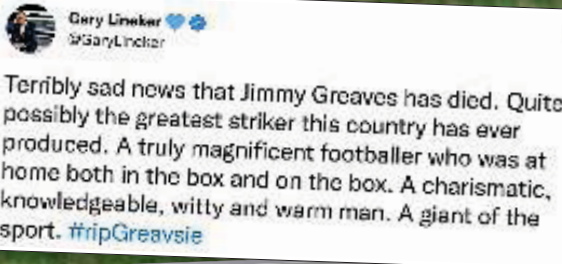 Gary Lineker
@GaryLineker
Terribly sad news that Jimmy Greaves has died. Quite
possibly the greatest striker this country has ever
produced. A truly magnificent footballer who was at
home both in the box and on the box. A charismatic,
knowledgeable, witty and warm man. A giant of the
sport. #ripGreavsie